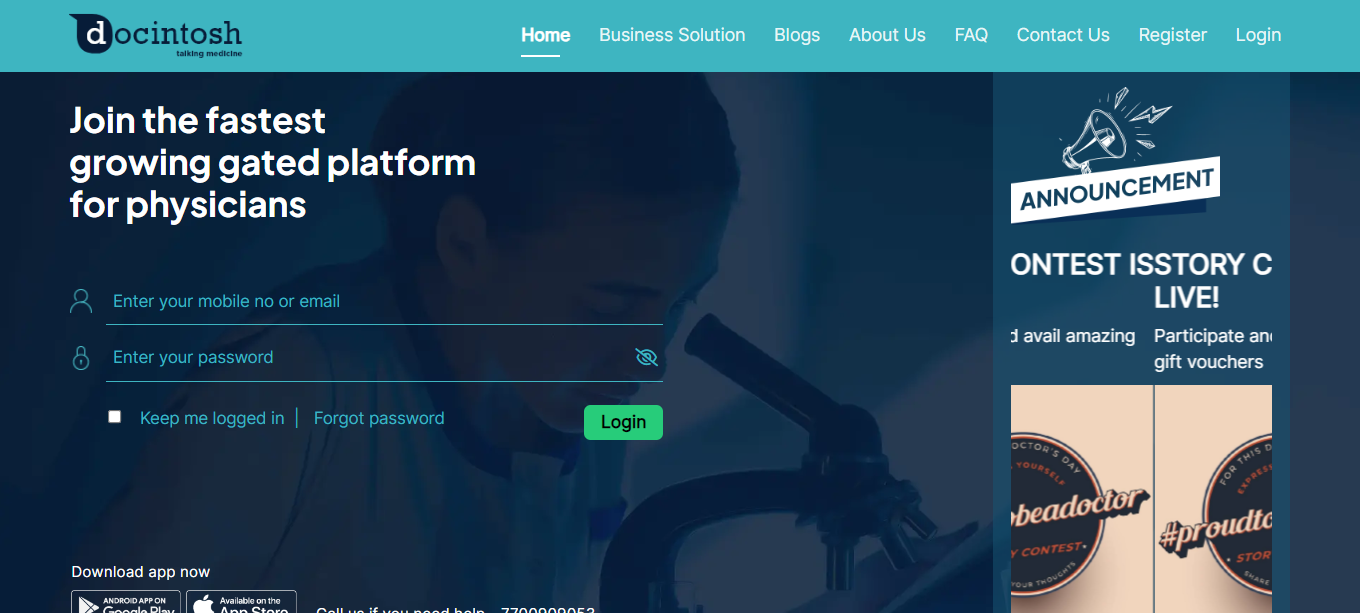 docintosh
talking medicine
Home Business Solution Blogs About Us FAQ Contact Us Register Login
Join the fastest
growing gated platform
for physicians
Enter your mobile no or email
Enter your password
Keep me logged in | Forgot password
Login
Download app now
ANDROID APP ON
Google Play
Available on the
App Store
Call us if you need help
ANNOUNCEMENT
ONTEST IS
STORY C
LIVE!
d avail amazing
Participate and
gift vouchers
DOCTOR'S DAY
YOURSELF
obeadoctor
Y CONTEST
YOUR THOUGHTS
FOR THIS D
EXPRESS
#proudto
STOR
SHARE